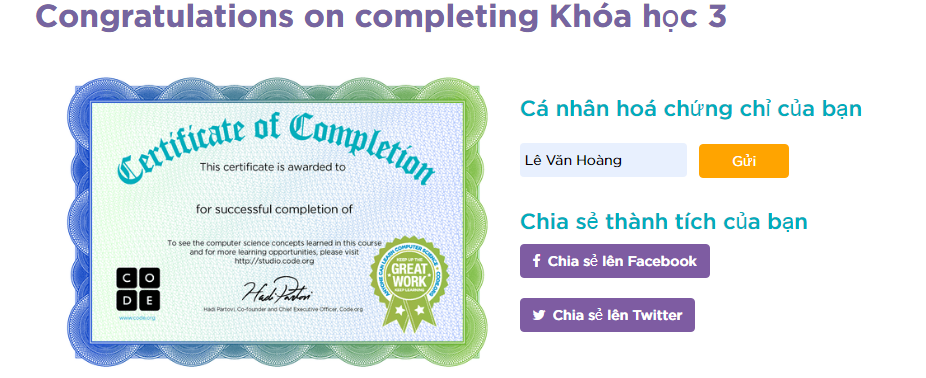 Congratulations on completing Khóa học 3
Certificate of Completion
This certificate is awarded to
for successful completion of
To see the computer science concepts learned in this course
and for more learning opportunities, please visit
http://studio.code.org
CO
DE
www.code.org
Hadi Partovi
Hadi Partovi, Co-founder and Chief Executive Officer, Code.org
ANYONE CAN LEARN COMPUTER SCIENCE • CODE.ORG
KEEP UP THE
GREAT
WORK
KEEP LEARNING
Cá nhân hoá chứng chỉ của bạn
Lê Văn Hoàng
Gửi
Chia sẻ thành tích của bạn
Chia sẻ lên Facebook
Chia sẻ lên Twitter